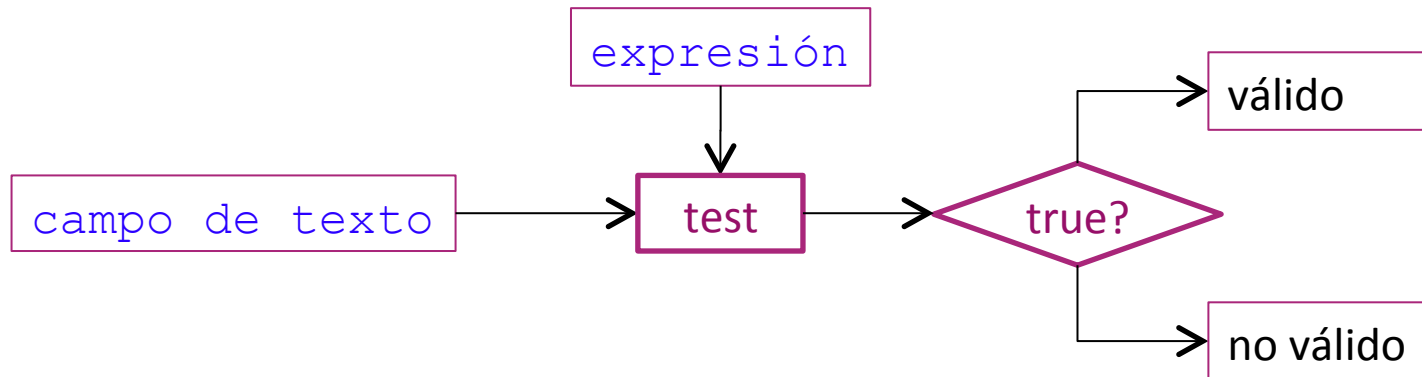 expresión
válido
campo de texto
test
true?
no válido